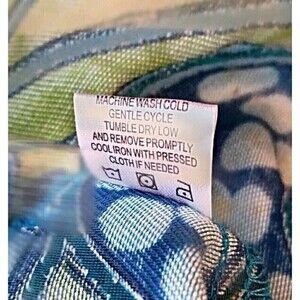 MACHINE WASH COLD
GENTLE CYCLE
TUMBLE DRY LOW
AND REMOVE PROMPTLY
COOL IRON WITH PRESSED
CLOTH IF NEEDED